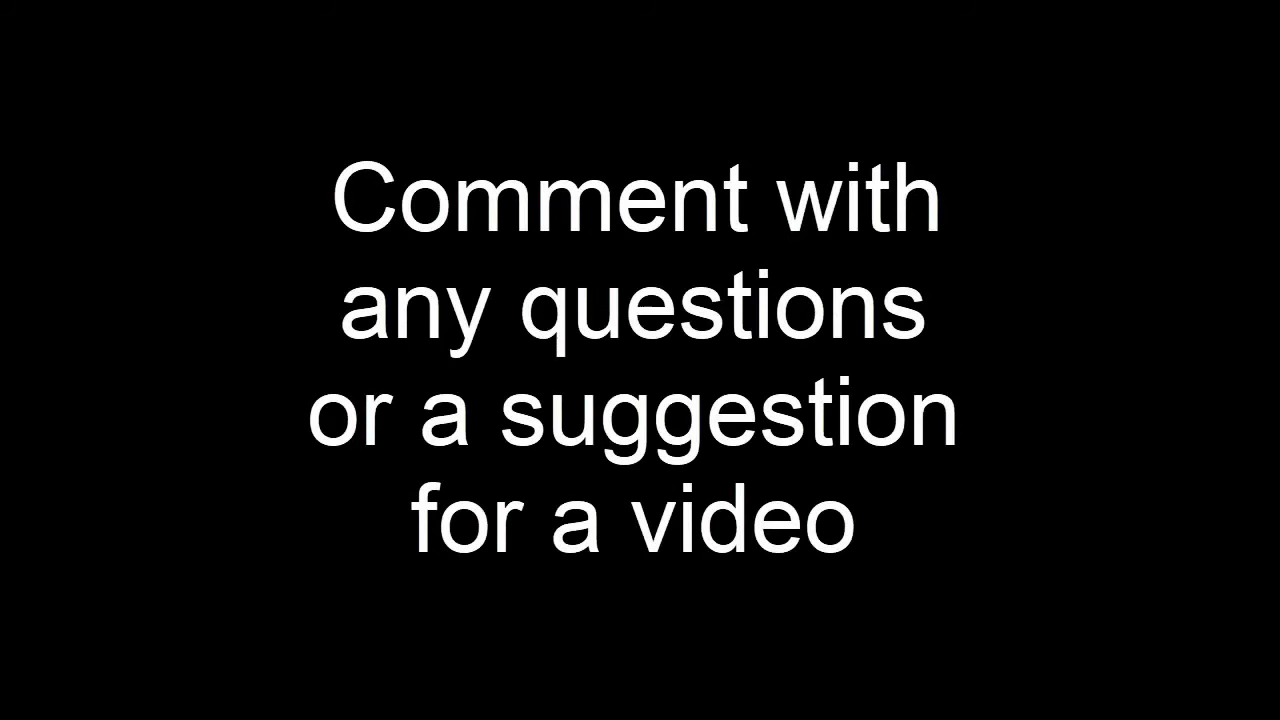 Comment with
any questions
or a suggestion
for a video